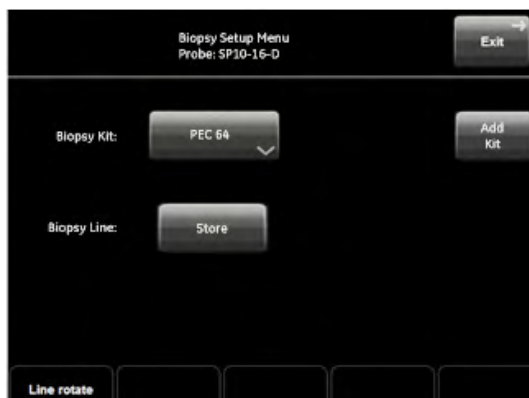 Biopsy Setup Menu
Probe: SP10-16-D
Exit
Biopsy Kit:
PEC 64
Add
Kit
Biopsy Line:
Store
Line rotate